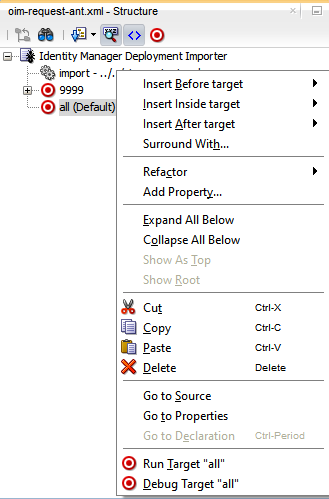 oim-request-ant.xml - Structure
Identity Manager Deployment Importer
import - ../
9999
all (Default)
Insert Before target
Insert Inside target
Insert After target
Surround With...
Refactor
Add Property...
Expand All Below
Collapse All Below
Show As Top
Show Root
Cut Ctrl-X
Copy Ctrl-C
Paste Ctrl-V
Delete Delete
Go to Source
Go to Properties
Go to Declaration Ctrl-Period
Run Target "all"
Debug Target "all"